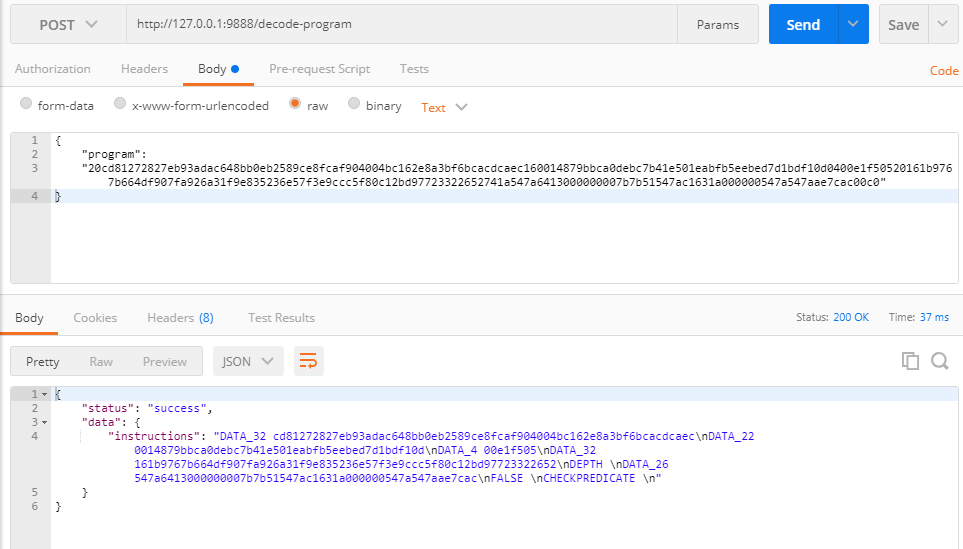 POST
http://127.0.0.1:9888/decode-program
Params
Send
Save
Authorization
Headers
Body
Pre-request Script
Tests
Code
form-data
x-www-form-urlencoded
raw
binary
Text
1 {
2 "program":
3 "20cd81272827eb93adac648bb0eb2589ce8fcaf904004bc162e8a3bf6bcacdcaec160014879bbca0debc7b41e501eabfb5eebed7d1bdf10d0400e1f50520161b976
7b664df907fa926a31f9e835236e57f3e9ccc5f80c12bd97723322652741a547a6413000000007b7b51547ac1631a000000547a547aae7cac00c0"
4 }
Body
Cookies
Headers (8)
Test Results
Status: 200 OK
Time: 37 ms
Pretty
Raw
Preview
JSON
1 {
2 "status": "success",
3 "data": {
4 "instructions": "DATA_32 cd81272827eb93adac648bb0eb2589ce8fcaf904004bc162e8a3bf6bcacdcaec\nDATA_22
0014879bbca0debc7b41e501eabfb5eebed7d1bdf10d\nDATA_4 00e1f505\nDATA_32
161b9767b664df907fa926a31f9e835236e57f3e9ccc5f80c12bd97723322652\nDEPTH \nDATA_26
547a6413000000007b7b51547ac1631a000000547a547aae7cac\nFALSE \nCHECKPREDICATE \n"
5 }
6 }